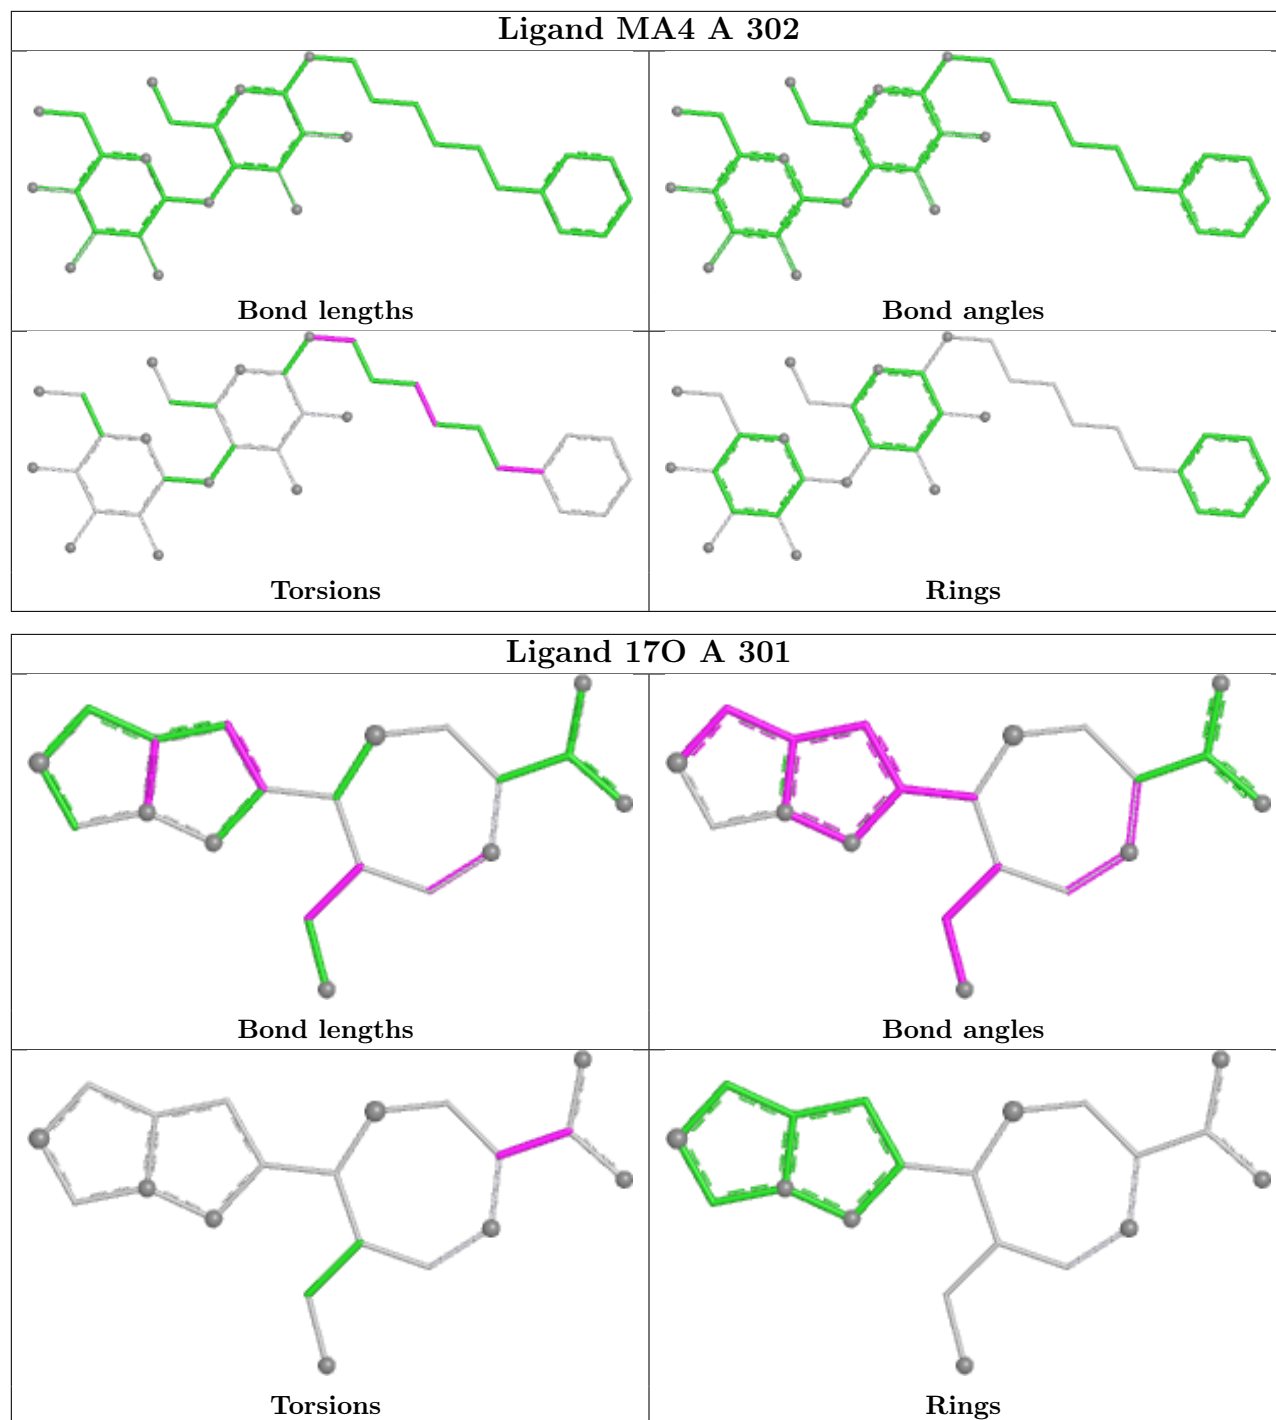 Ligand MA4 A 302
Bond lengths
Bond angles
Torsions
Rings
Ligand 17O A 301
Bond lengths
Bond angles
Torsions
Rings